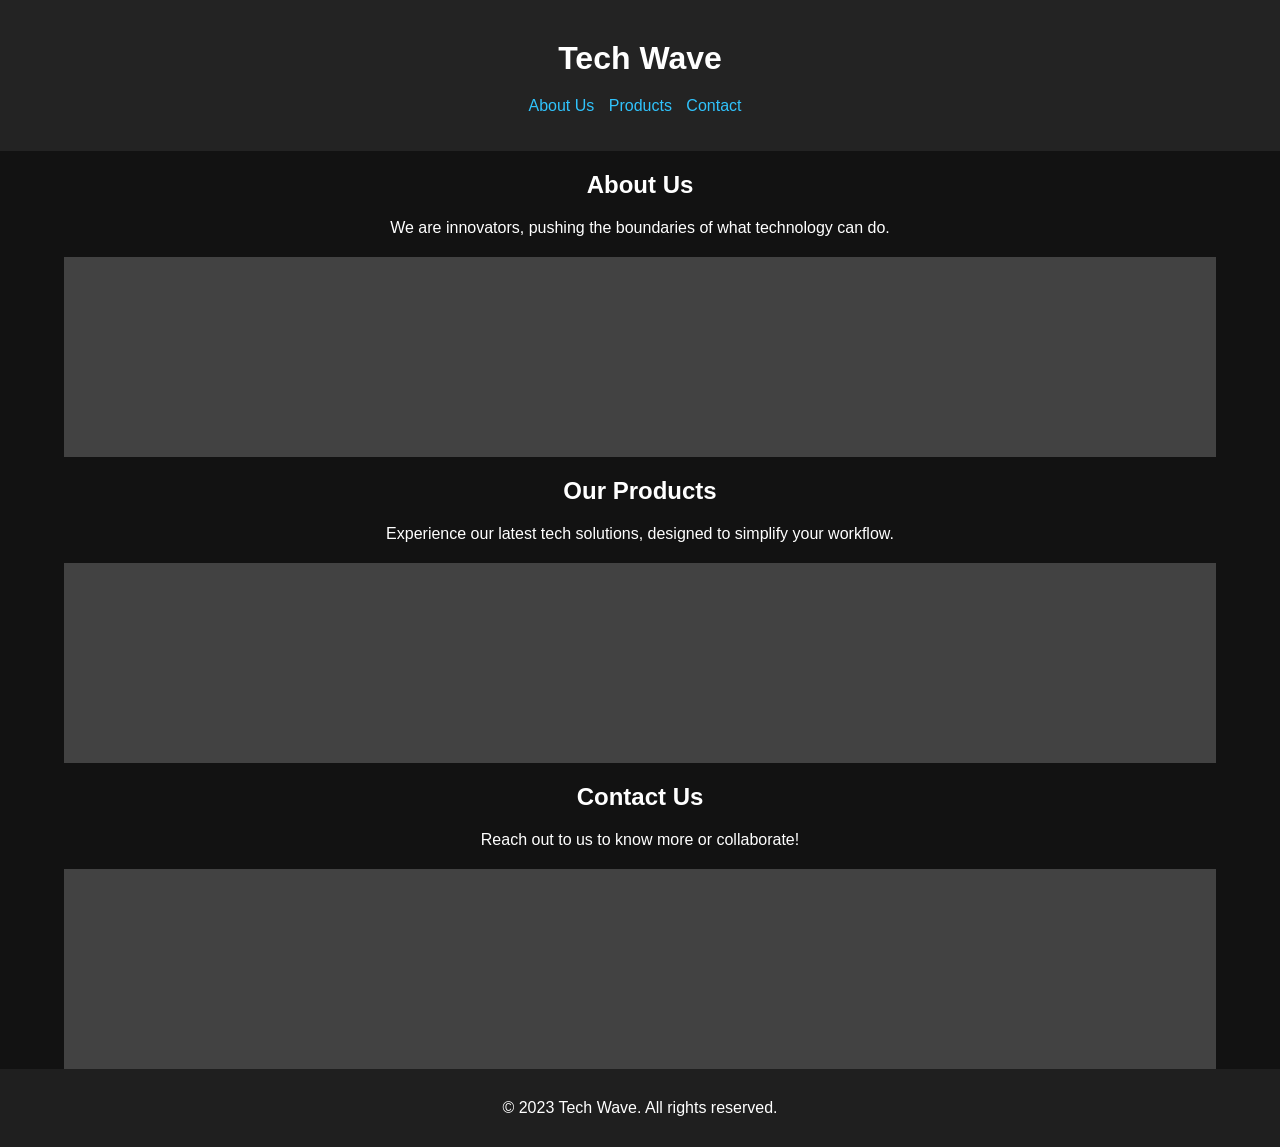 Tech Wave
About Us Products Contact
About Us
We are innovators, pushing the boundaries of what technology can do.
Our Products
Experience our latest tech solutions, designed to simplify your workflow.
Contact Us
Reach out to us to know more or collaborate!
© 2023 Tech Wave. All rights reserved.